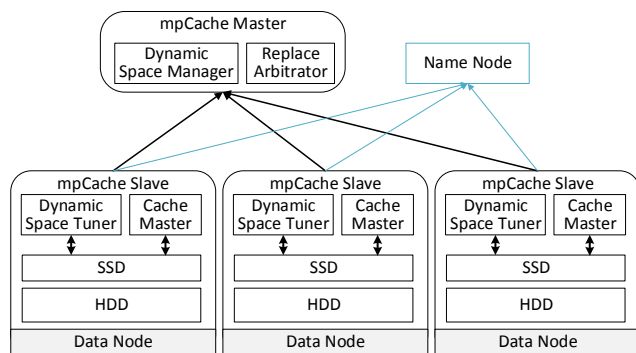 mpCache Master
Dynamic
Space Manager
Replace
Arbitrator
Name Node
mpCache Slave
Dynamic
Space Tuner
Cache
Master
SSD
HDD
Data Node
mpCache Slave
Dynamic
Space Tuner
Cache
Master
SSD
HDD
Data Node
mpCache Slave
Dynamic
Space Tuner
Cache
Master
SSD
HDD
Data Node